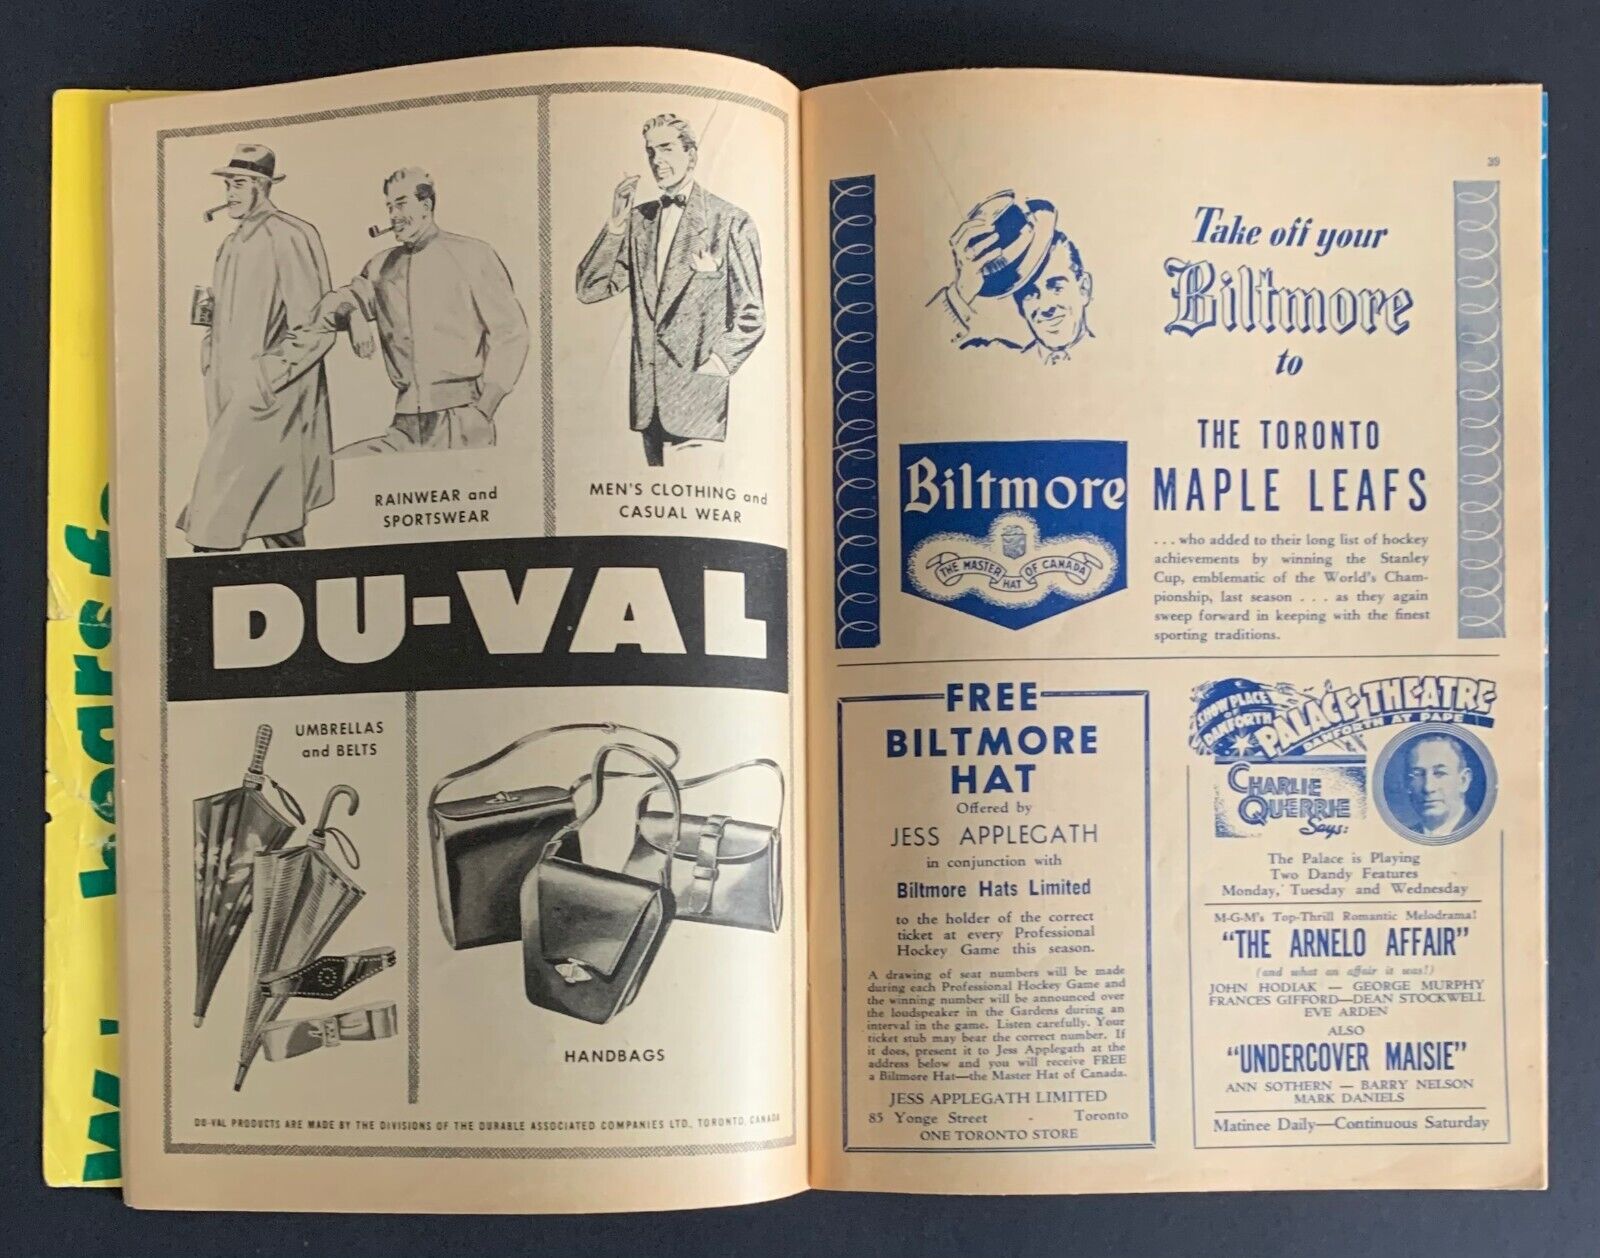 RAINWEAR and
SPORTSWEAR
MEN'S CLOTHING and
CASUAL WEAR
DU-VAL
UMBRELLAS
and BELTS
HANDBAGS
DU-VAL PRODUCTS ARE MADE BY THE DIVISIONS OF THE DURABLE ASSOCIATED COMPANIES LTD., TORONTO, CANADA
39
Take off your
Biltmore
to
THE TORONTO
MAPLE LEAFS
Biltmore
THE MASTER
HAT
OF CANADA
. . . who added to their long list of hockey
achievements by winning the Stanley
Cup, emblematic of the World's Cham-
pionship, last season . . . as they again
sweep forward in keeping with the finest
sporting traditions.
FREE
BILTMORE
HAT
Offered by
JESS APPLEGATH
in conjunction with
Biltmore Hats Limited
to the holder of the correct
ticket at every Professional
Hockey Game this season.
A drawing of seat numbers will be made
during each Professional Hockey Game and
the winning number will be announced over
the loudspeaker in the Gardens during an
interval in the game. Listen carefully. Your
ticket stub may bear the correct number. If
it does, present it to Jess Applegath at the
address below and you will receive FREE
a Biltmore Hat—the Master Hat of Canada.
JESS APPLEGATH LIMITED
85 Yonge Street - Toronto
ONE TORONTO STORE
SHOW PLACE
OF
DANFORTH
PALACE THEATRE
DANFORTH AT PAPE
CHARLIE
QUERRIE
Says:
The Palace is Playing
Two Dandy Features
Monday, Tuesday and Wednesday
M-G-M's Top-Thrill Romantic Melodrama!
"THE ARNELO AFFAIR"
(and what an affair it was!)
JOHN HODIAK — GEORGE MURPHY
FRANCES GIFFORD—DEAN STOCKWELL
EVE ARDEN
ALSO
"UNDERCOVER MAISIE"
ANN SOTHERN — BARRY NELSON
MARK DANIELS
Matinee Daily—Continuous Saturday